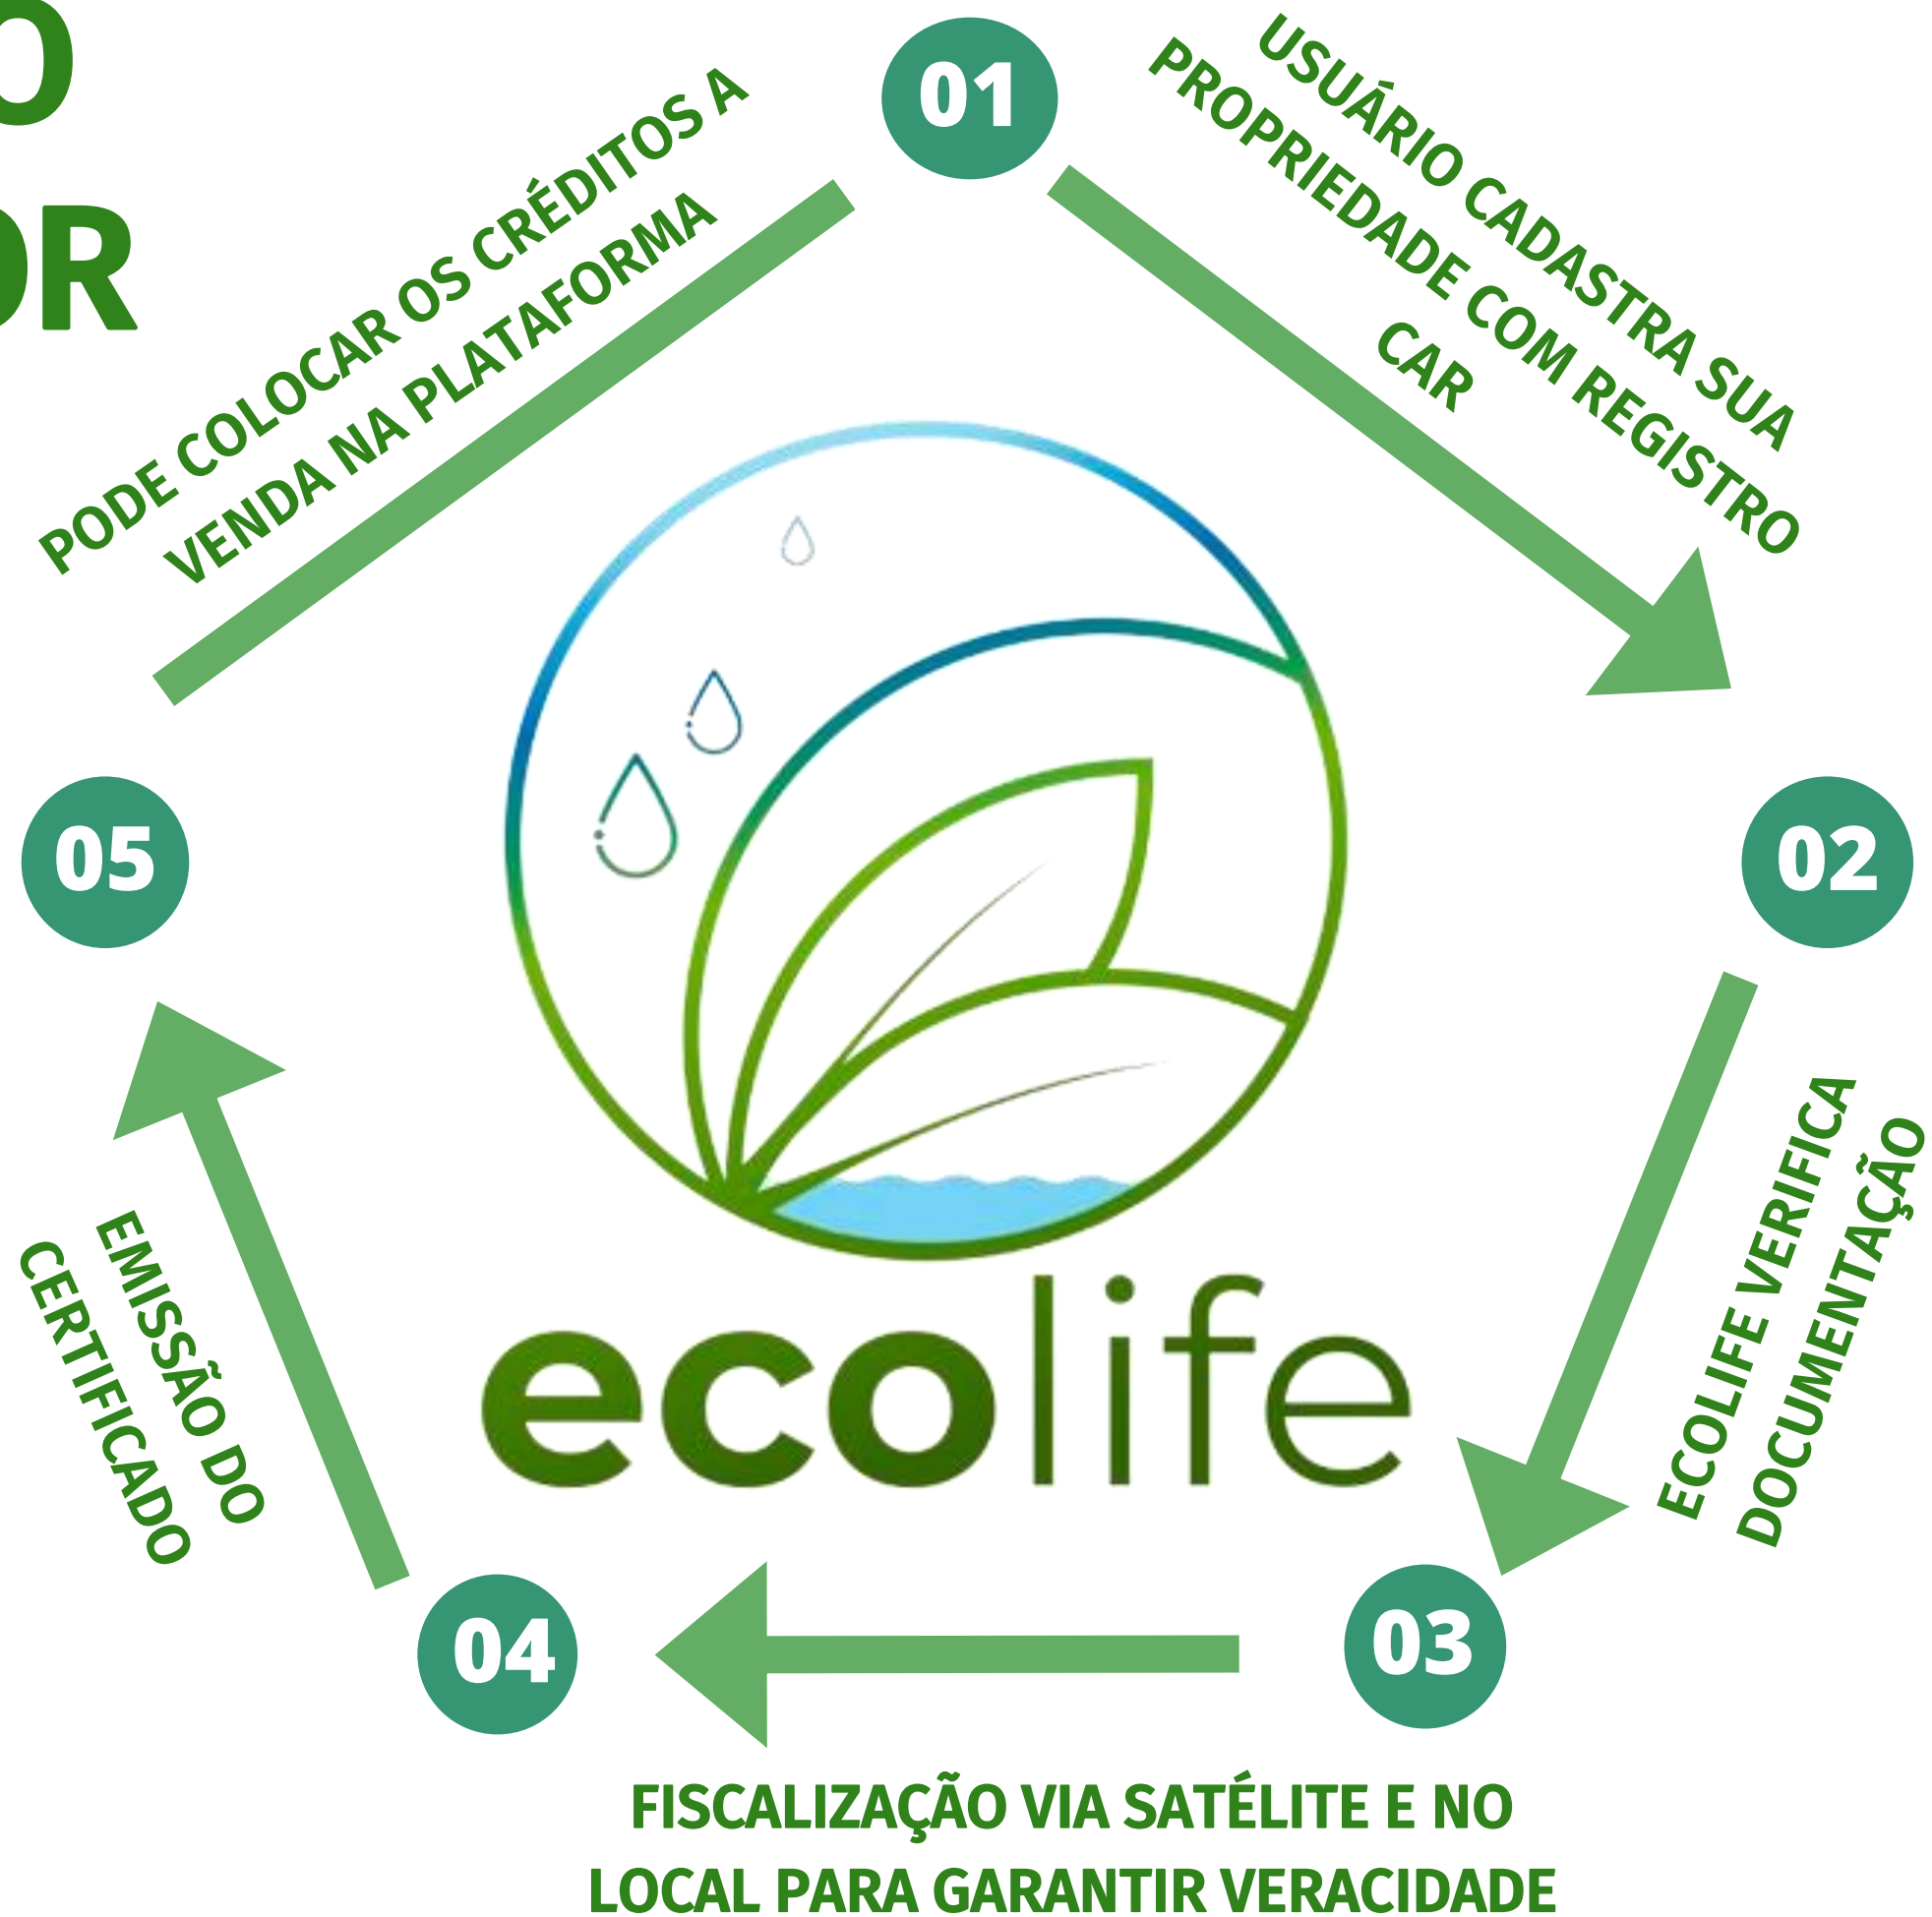 O
OR
01
USUÁRIO CADASTRA SUA
PROPRIEDADE COM REGISTRO
CAR
02
ECOLIFE VERIFICA
DOCUMENTAÇÃO
03
FISCALIZAÇÃO VIA SATÉLITE E NO
LOCAL PARA GARANTIR VERACIDADE
04
EMISSÃO DO
CERTIFICADO
05
PODE COLOCAR OS CRÉDITOS A
VENDA NA PLATAFORMA
ecolife